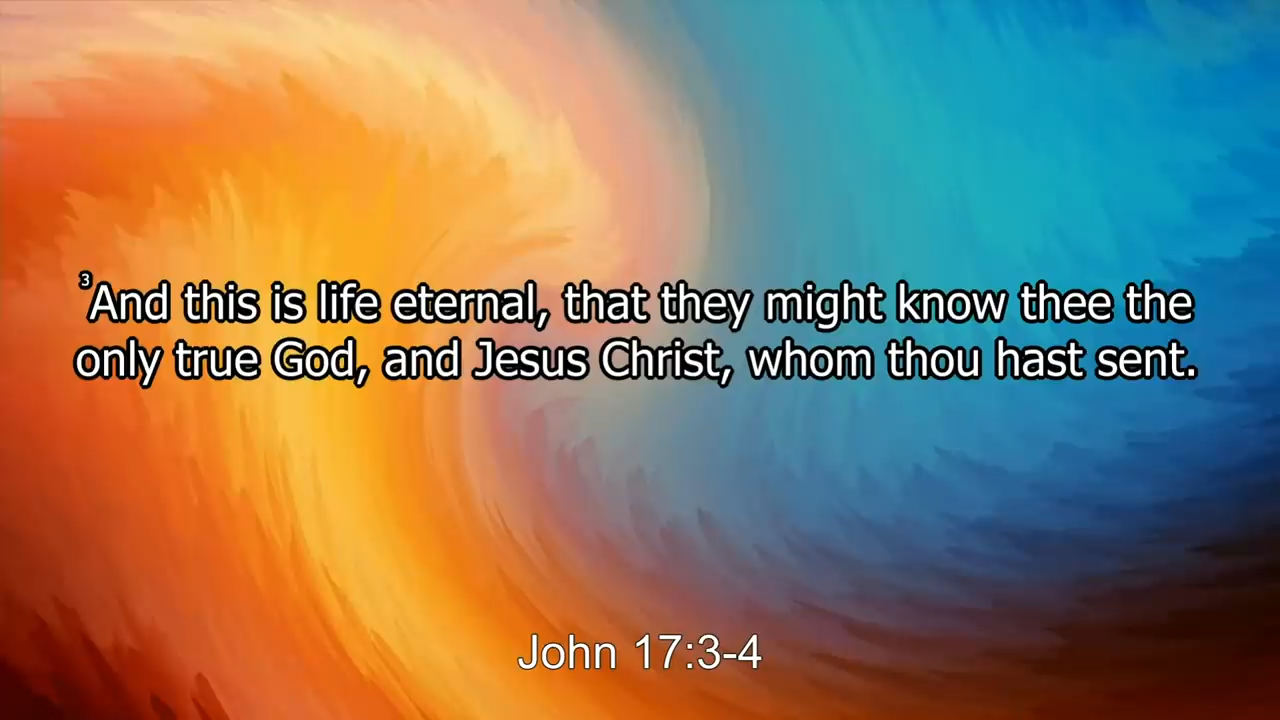 ³And this is life eternal, that they might know thee the
only true God, and Jesus Christ, whom thou hast sent.
John 17:3-4